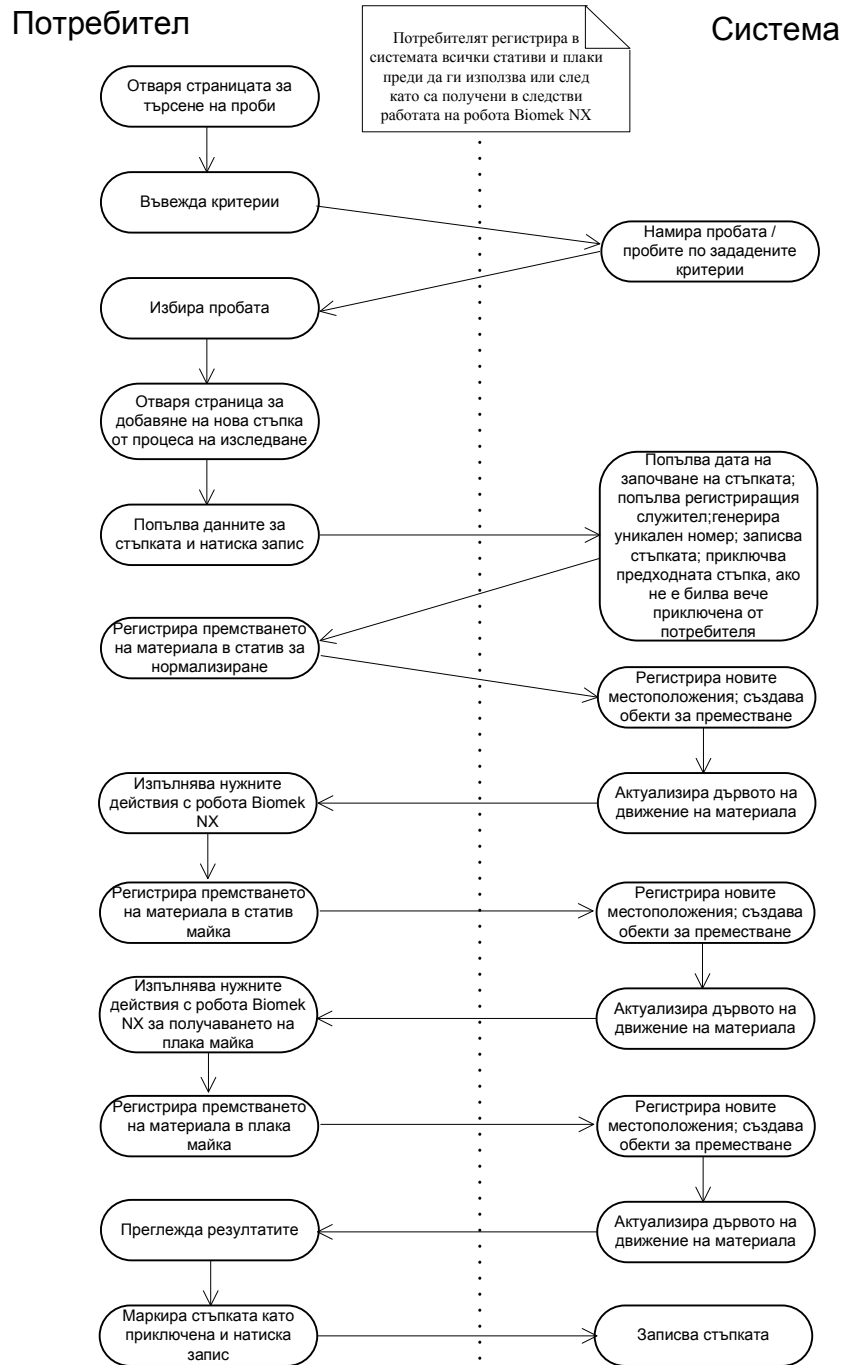 Потребител
Система
Потребителят регистрира в
системата всички стативи и плаки
преди да ги използва или след
като са получени в следстви
работата на робота Biomek NX
Отваря страницата за
търсене на проби
Въвежда критерии
Намира пробата /
пробите по зададените
критерии
Избира пробата
Отваря страница за
добавяне на нова стъпка
от процеса на изследване
Попълва данните за
стъпката и натиска запис
Попълва дата на
започване на стъпката;
попълва регистриращия
служител;генерира
уникален номер; записва
стъпката; приключва
предходната стъпка, ако
не е билва вече
приключена от
потребителя
Регистрира премстването
на материала в статив за
нормализиране
Регистрира новите
местоположения; създава
обекти за преместване
Актуализира дървото на
движение на материала
Изпълнява нужните
действия с робота Biomek
NX
Регистрира премстването
на материала в статив
майка
Регистрира новите
местоположения; създава
обекти за преместване
Актуализира дървото на
движение на материала
Изпълнява нужните
действия с робота Biomek
NX за получаването на
плака майка
Регистрира премстването
на материала в плака
майка
Регистрира новите
местоположения; създава
обекти за преместване
Актуализира дървото на
движение на материала
Преглежда резултатите
Маркира стъпката като
приключена и натиска
запис
Записва стъпката